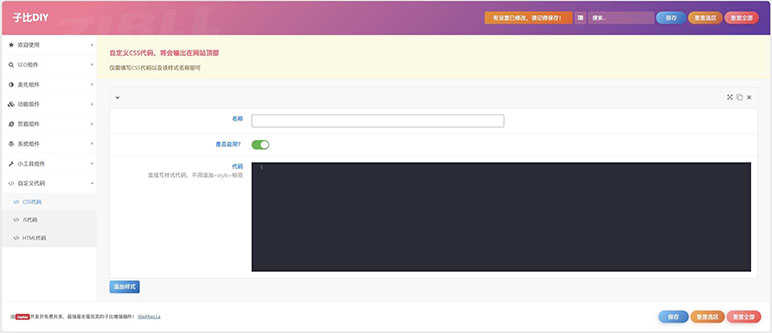 子比DIY
有设置已修改，请记得保存！
搜索...
保存
重置选区
重置全部
欢迎使用
SEO组件
美化组件
功能组件
页面组件
系统组件
小工具组件
自定义代码
CSS代码
JS代码
HTML代码
自定义CSS代码，将会输出在网站顶部
仅需填写CSS代码以及该样式名称即可
名称
是否启用？
代码
直接写样式代码，不用添加<style>标签
1
添加样式
保存
重置选区
重置全部